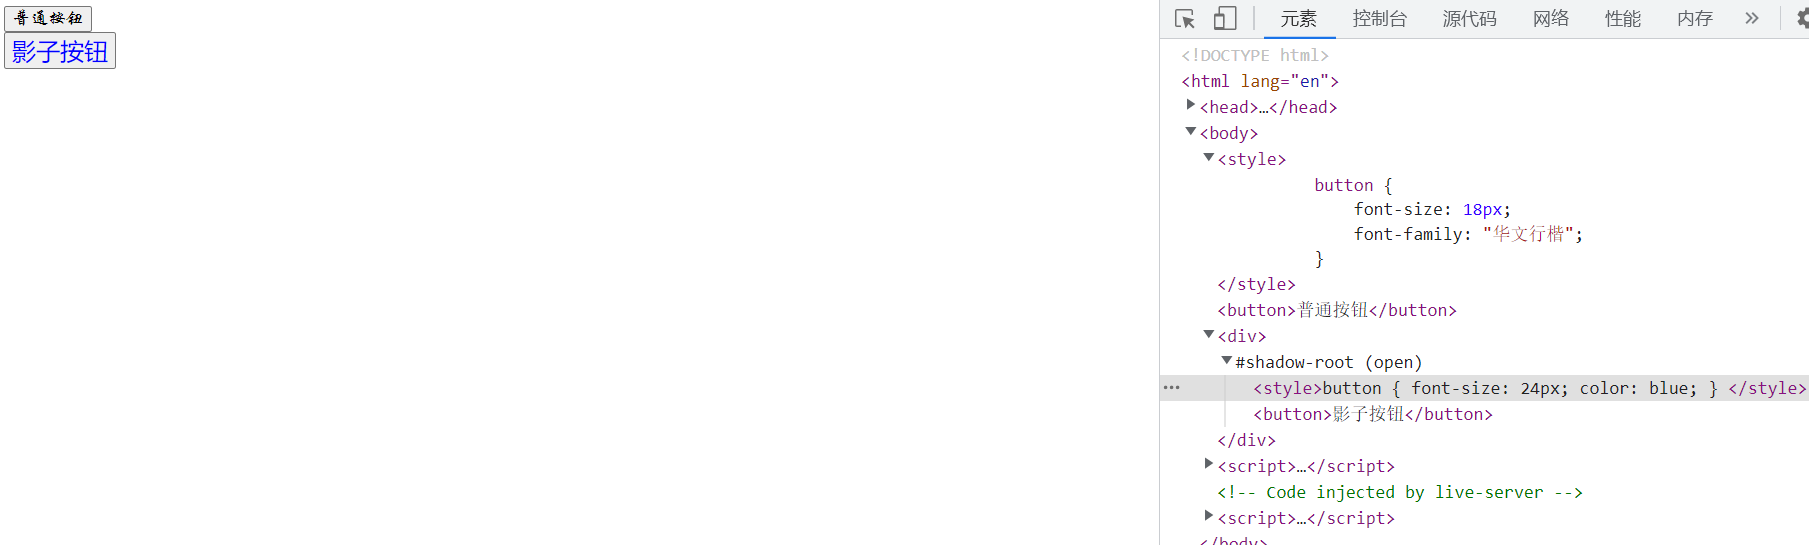 普通按钮
影子按钮
元素 控制台 源代码 网络 性能 内存 »
<!DOCTYPE html>
<html lang="en">
<head>…</head>
<body>
<style>
button {
font-size: 18px;
font-family: "华文行楷";
}
</style>
<button>普通按钮</button>
<div>
#shadow-root (open)
<style>button { font-size: 24px; color: blue; } </style>
<button>影子按钮</button>
</div>
<script>…</script>
<!-- Code injected by live-server -->
<script>…</script>
</body>